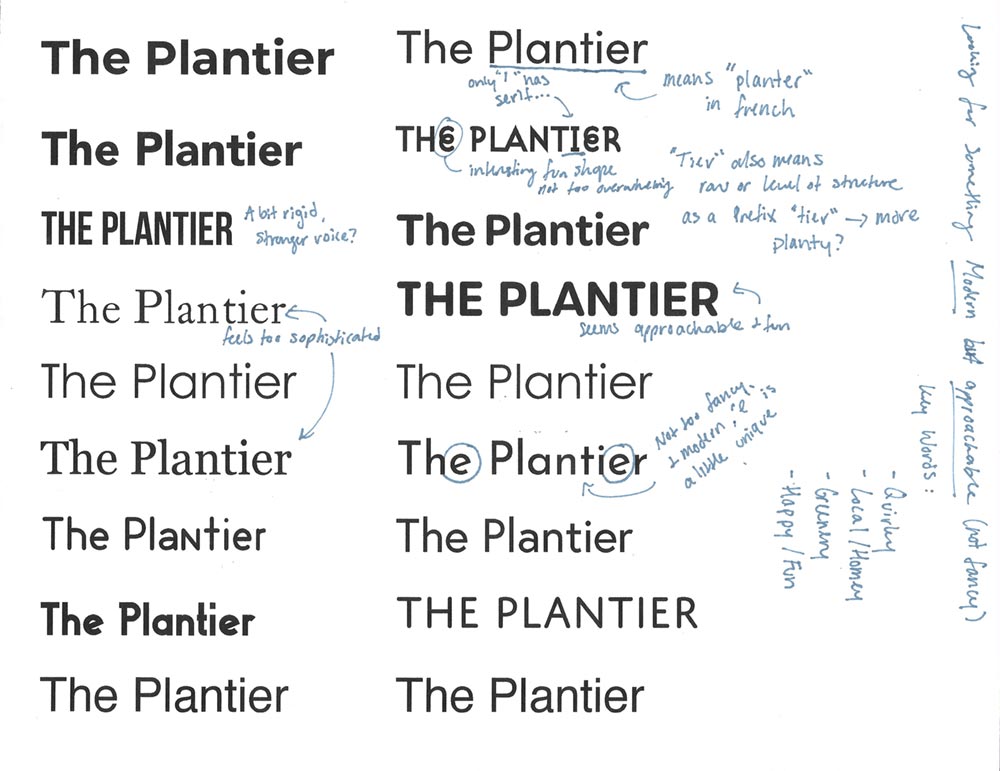 The Plantier
The Plantier
THE PLANTIER
A bit rigid,
stronger voice?
The Plantier
feels too sophisticated
The Plantier
The Plantier
The Plantier
The Plantier
The Plantier
The Plantier
only "I" has
serif...
means "planter"
in french
THe PLANTIeR
interesting fun shape
not too overwhelming
"Tier" also means
row or level of structure
as a Prefix "tier" → more
planty?
The Plantier
THE PLANTIER
seems approachable + fun
The Plantier
The Plantier
Not too fancy.
+ modern, 'e' is
a little unique
The Plantier
THE PLANTIER
The Plantier
Looking for something Modern but approachable (not fancy)
Key Words:
- Quirky
- Local/Homey
- Greenery
- Happy/Fun